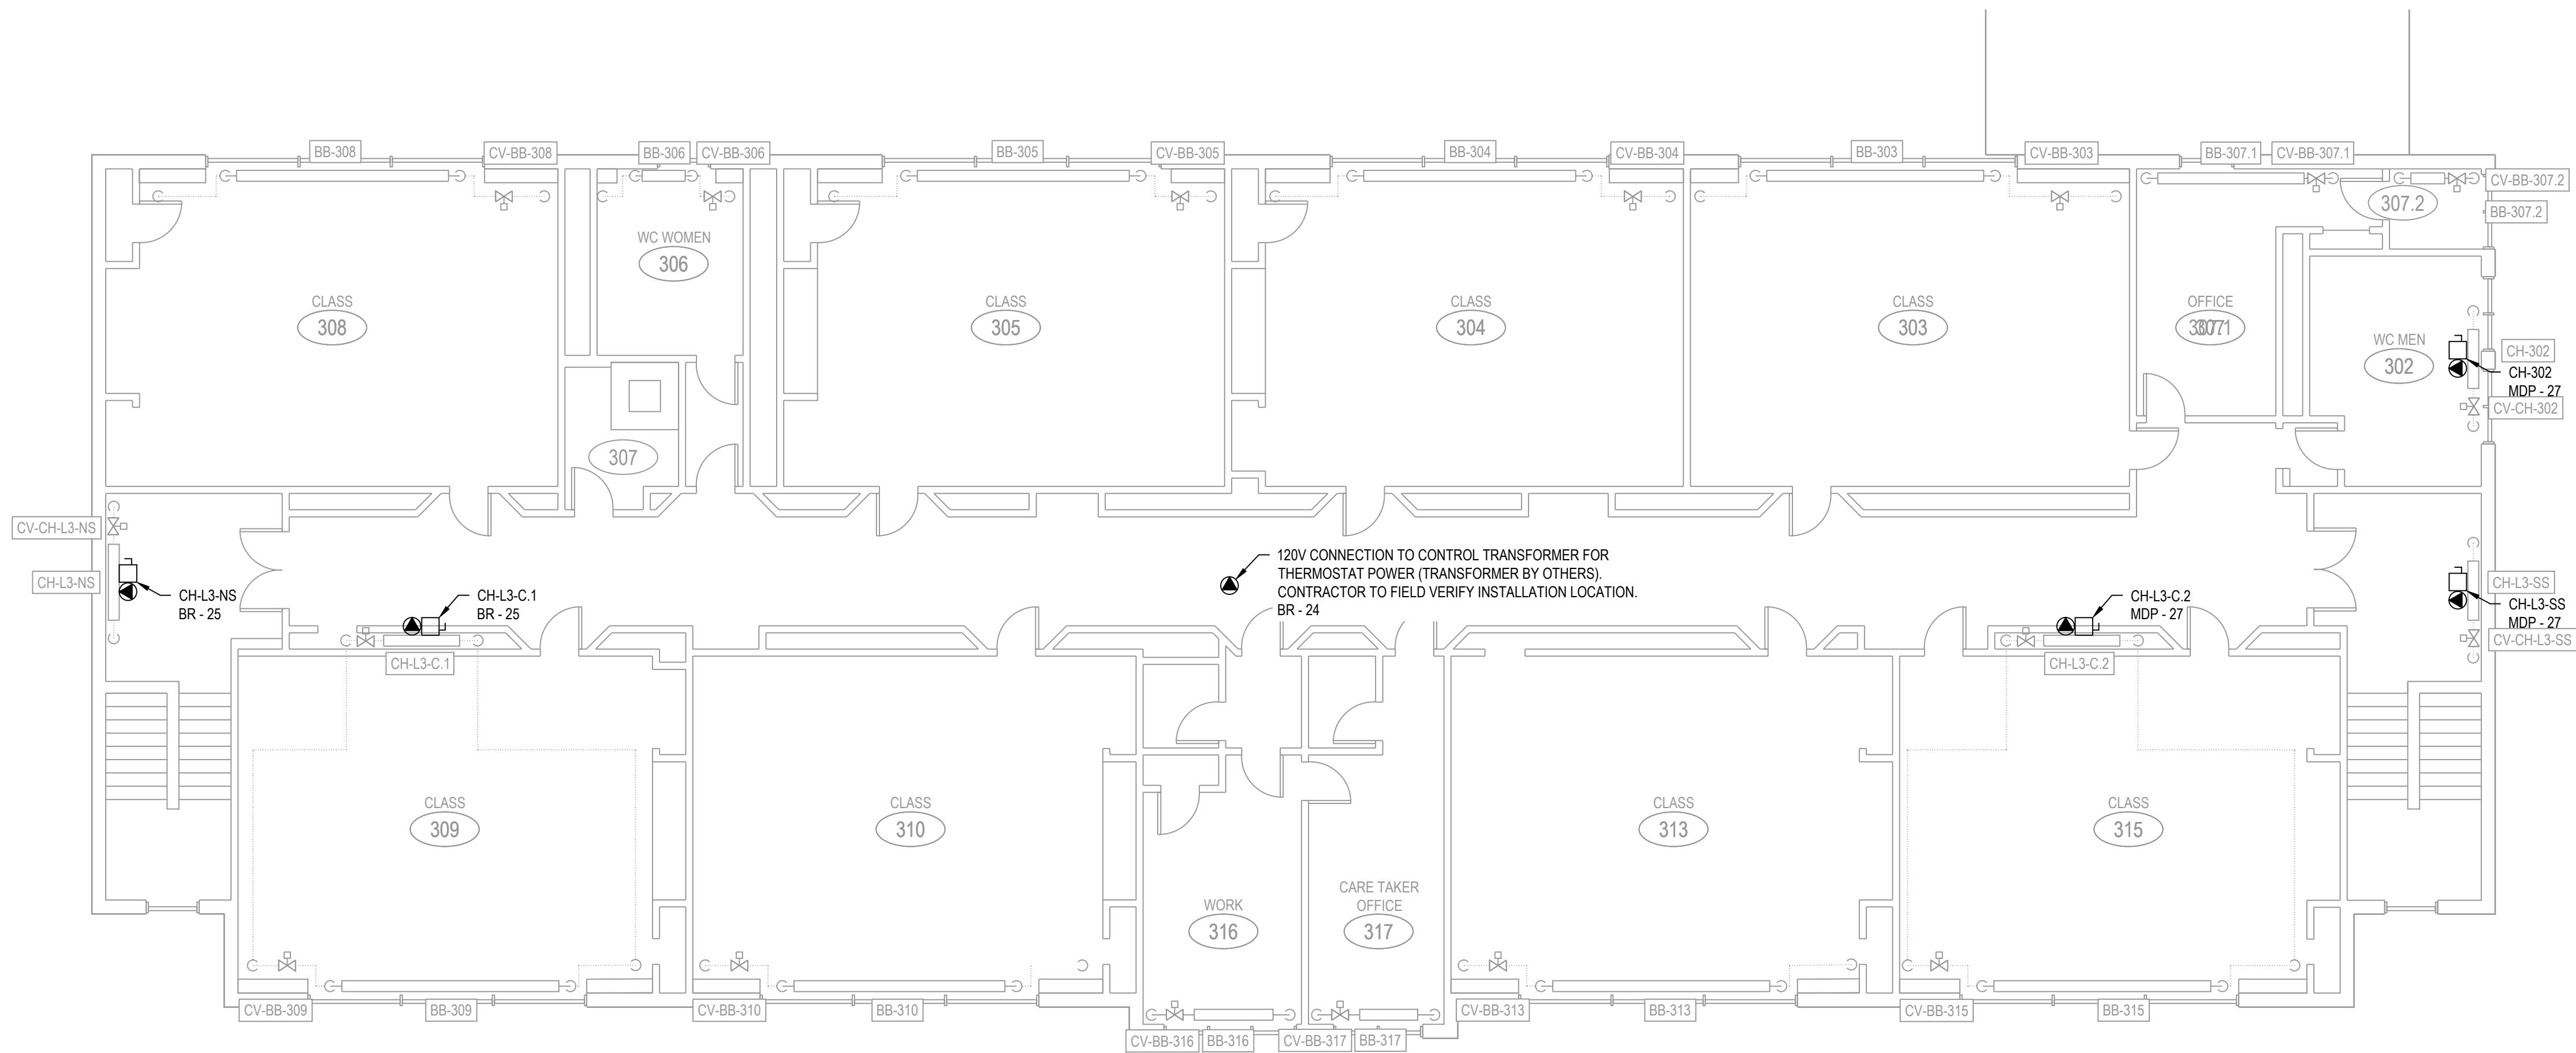 BB-308
CV-BB-308
BB-306
CV-BB-306
BB-305
CV-BB-305
BB-304
CV-BB-304
BB-303
CV-BB-303
BB-307.1
CV-BB-307.1
CV-BB-307.2
307.2
BB-307.2
WC WOMEN
306
CLASS
308
CLASS
305
CLASS
304
CLASS
303
OFFICE
307.1
WC MEN
302
CH-302
CH-302
MDP - 27
CV-CH-302
307
CV-CH-L3-NS
CH-L3-NS
CH-L3-NS
BR - 25
CH-L3-C.1
BR - 25
CH-L3-C.1
120V CONNECTION TO CONTROL TRANSFORMER FOR
THERMOSTAT POWER (TRANSFORMER BY OTHERS).
CONTRACTOR TO FIELD VERIFY INSTALLATION LOCATION.
BR - 24
CH-L3-C.2
MDP - 27
CH-L3-C.2
CH-L3-SS
CH-L3-SS
MDP - 27
CV-CH-L3-SS
CLASS
309
CLASS
310
CLASS
313
CLASS
315
WORK
316
CARE TAKER
OFFICE
317
CV-BB-309
BB-309
CV-BB-310
BB-310
CV-BB-316
BB-316
CV-BB-317
BB-317
CV-BB-313
BB-313
CV-BB-315
BB-315